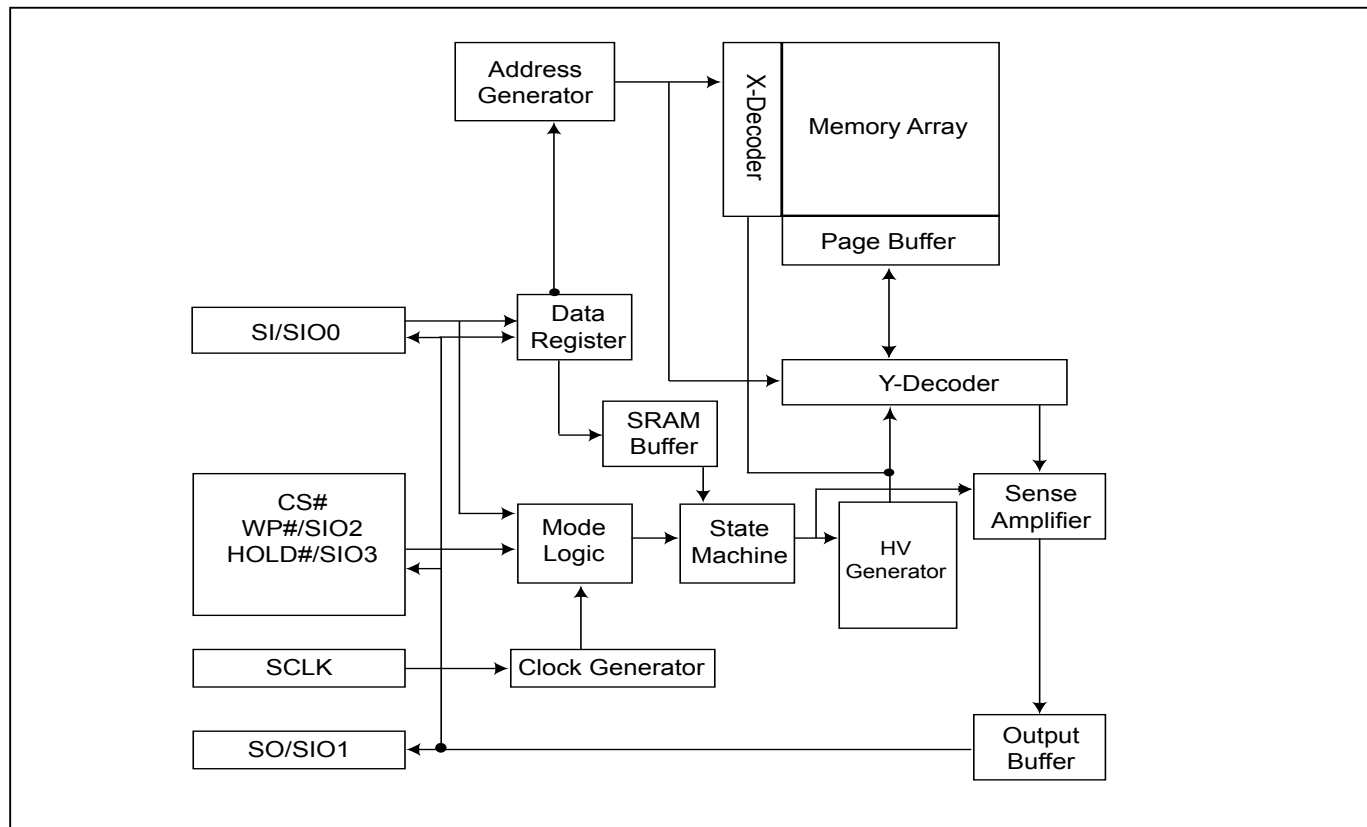 Address
Generator
X-Decoder
Memory Array
Page Buffer
SI/SIO0
Data
Register
Y-Decoder
SRAM
Buffer
CS#
WP#/SIO2
HOLD#/SIO3
Mode
Logic
State
Machine
HV
Generator
Sense
Amplifier
SCLK
Clock Generator
SO/SIO1
Output
Buffer